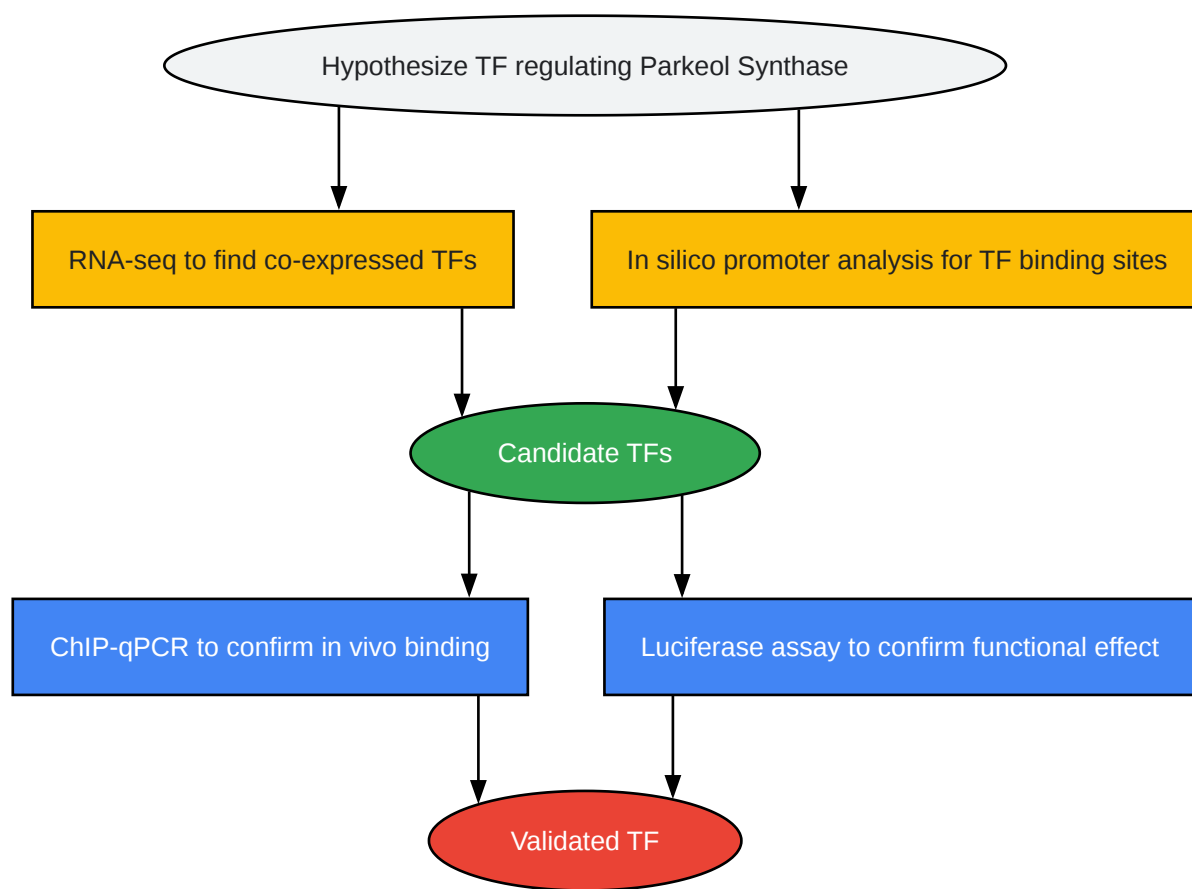 Hypothesize TF regulating Parkeol Synthase
RNA-seq to find co-expressed TFs
In silico promoter analysis for TF binding sites
Candidate TFs
ChIP-qPCR to confirm in vivo binding
Luciferase assay to confirm functional effect
Validated TF